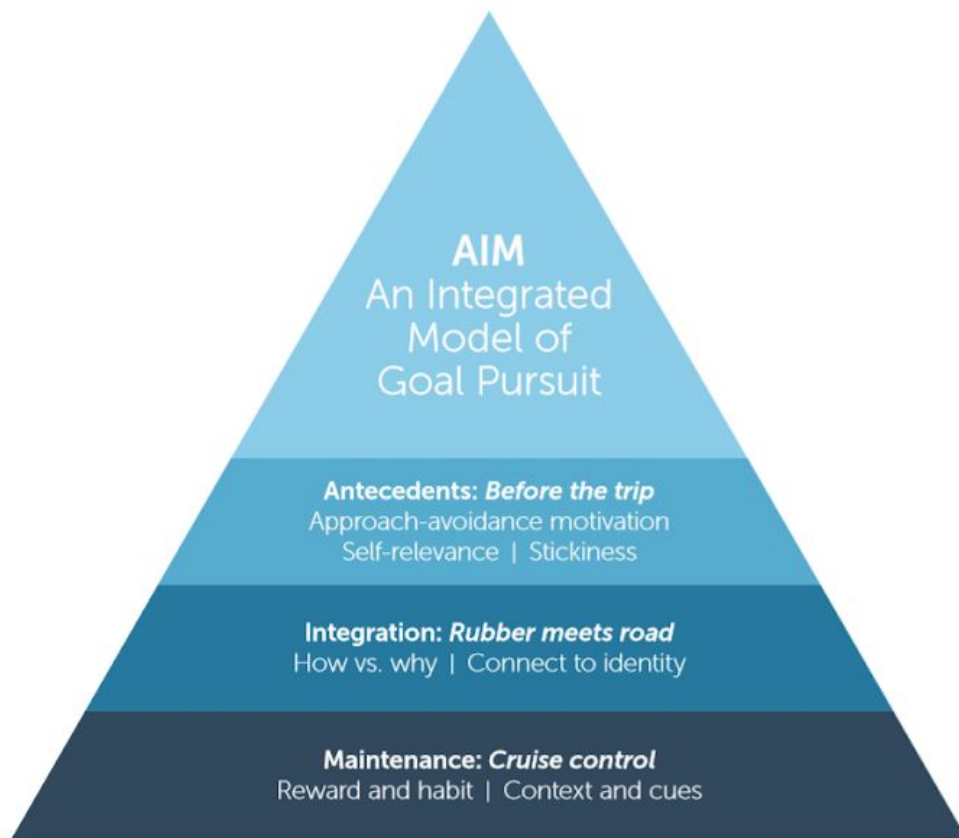 AIM
An Integrated
Model of
Goal Pursuit
Antecedents: Before the trip
Approach-avoidance motivation
Self-relevance | Stickiness
Integration: Rubber meets road
How vs. why | Connect to identity
Maintenance: Cruise control
Reward and habit | Context and cues